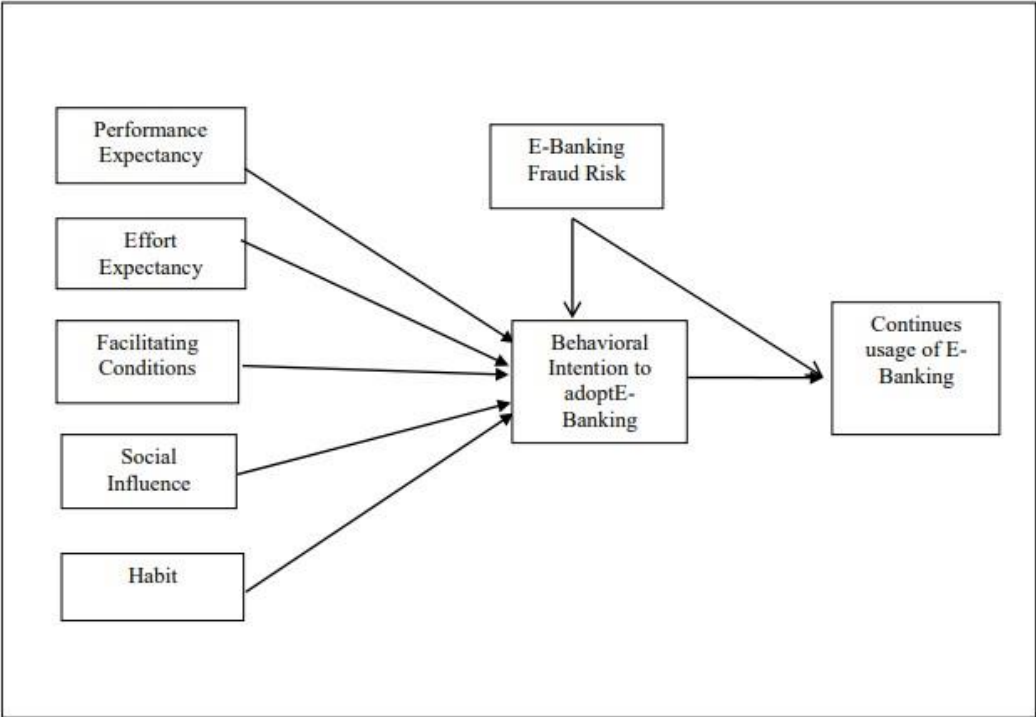 Performance
Expectancy
Effort
Expectancy
Facilitating
Conditions
Social
Influence
Habit
E-Banking
Fraud Risk
Behavioral
Intention to
adoptE-
Banking
Continues
usage of E-
Banking